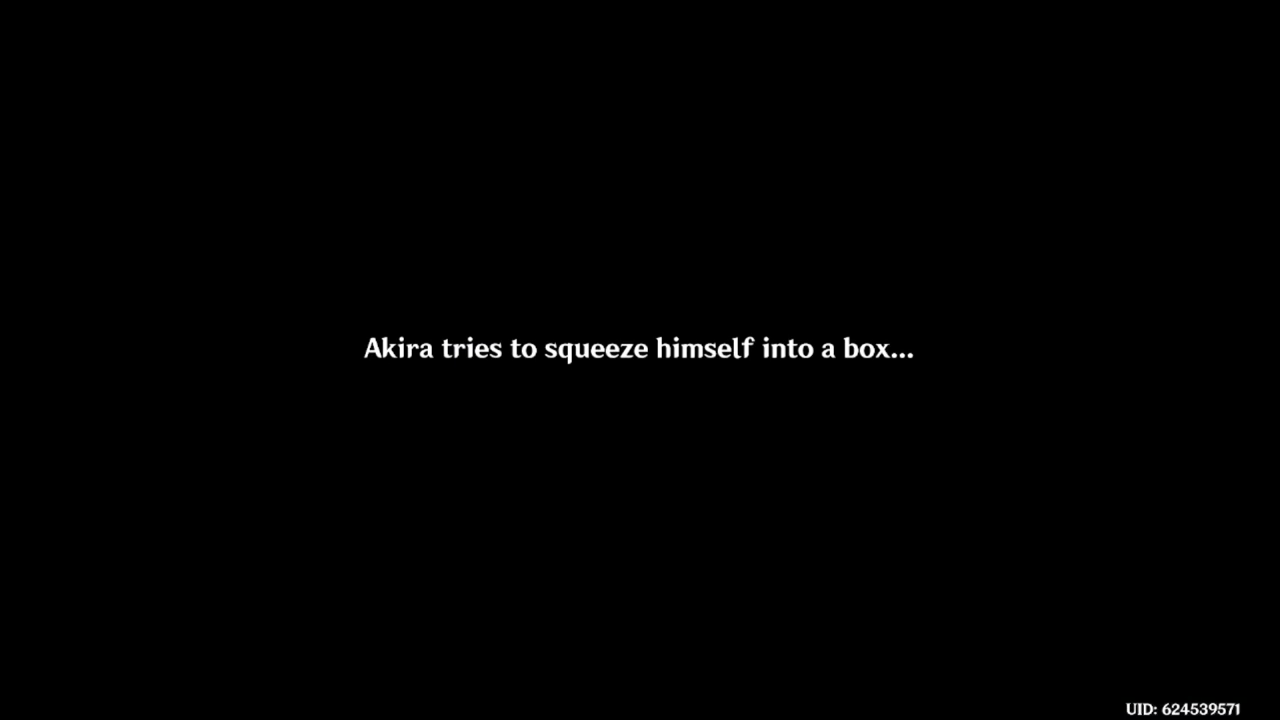 Akira tries to squeeze himself into a box...
UID: 624539571